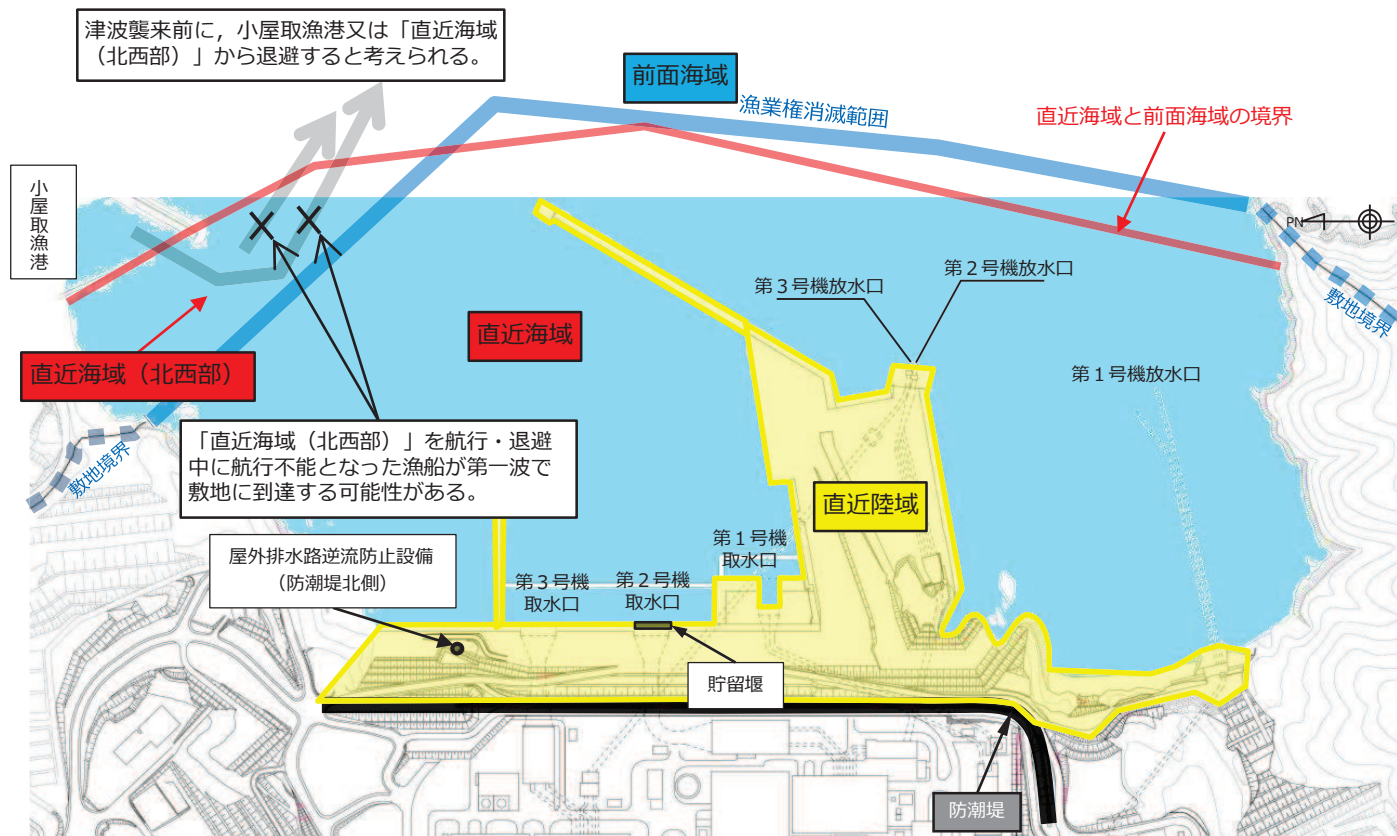 津波襲来前に，小屋取漁港又は「直近海域
（北西部）」から退避すると考えられる。
前面海域
漁業権消滅範囲
直近海域と前面海域の境界
小屋取漁港
PN
第３号機放水口
第２号機放水口
敷地境界
直近海域
直近海域（北西部）
第１号機放水口
敷地境界
「直近海域（北西部）」を航行・退避
中に航行不能となった漁船が第一波で
敷地に到達する可能性がある。
直近陸域
屋外排水路逆流防止設備
（防潮堤北側）
第３号機
取水口
第２号機
取水口
第１号機
取水口
貯留堰
防潮堤